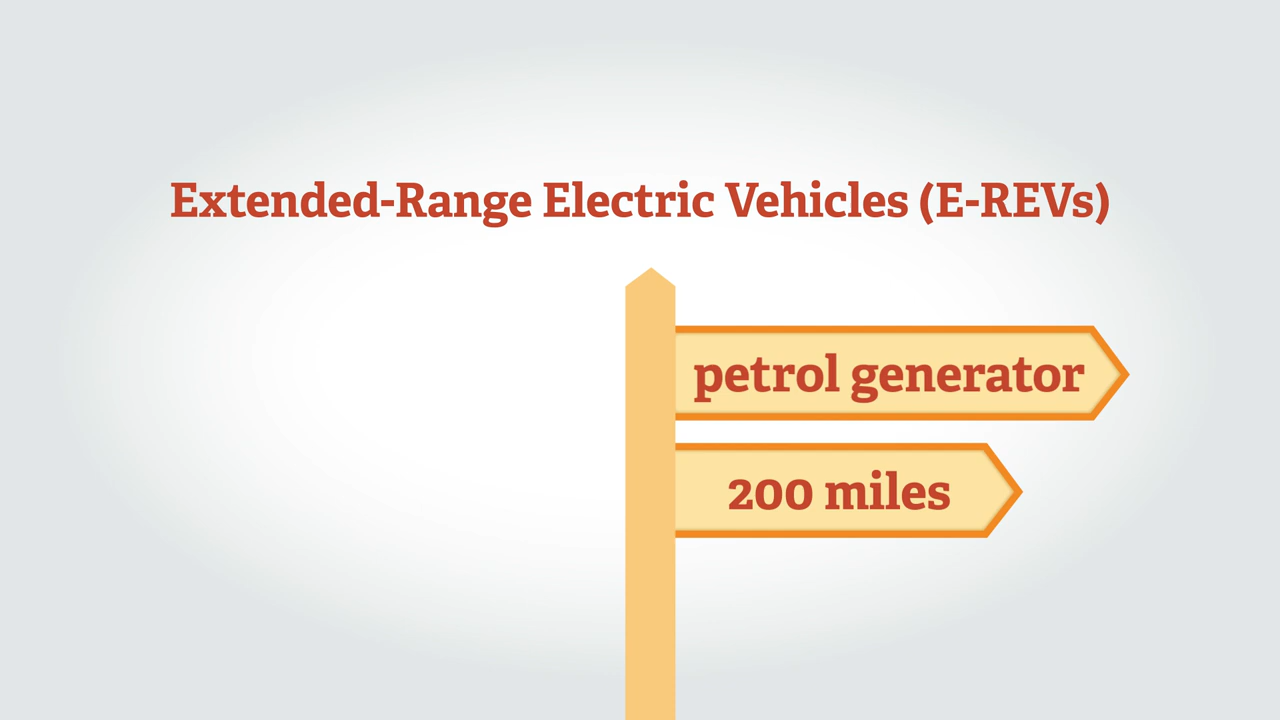 Extended-Range Electric Vehicles (E-REVs)
petrol generator
200 miles